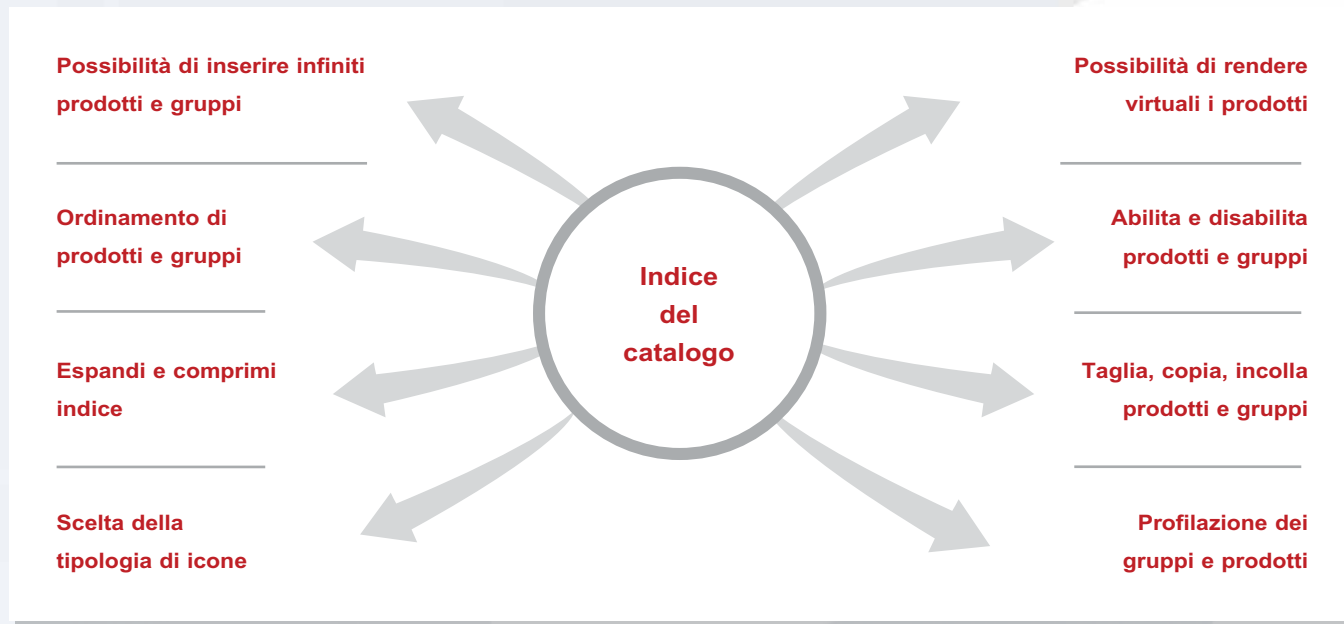 Possibilità di inserire infiniti
prodotti e gruppi
Ordinamento di
prodotti e gruppi
Espandi e comprimi
indice
Scelta della
tipologia di icone
Indice
del
catalogo
Possibilità di rendere
virtuali i prodotti
Abilita e disabilita
prodotti e gruppi
Taglia, copia, incolla
prodotti e gruppi
Profilazione dei
gruppi e prodotti